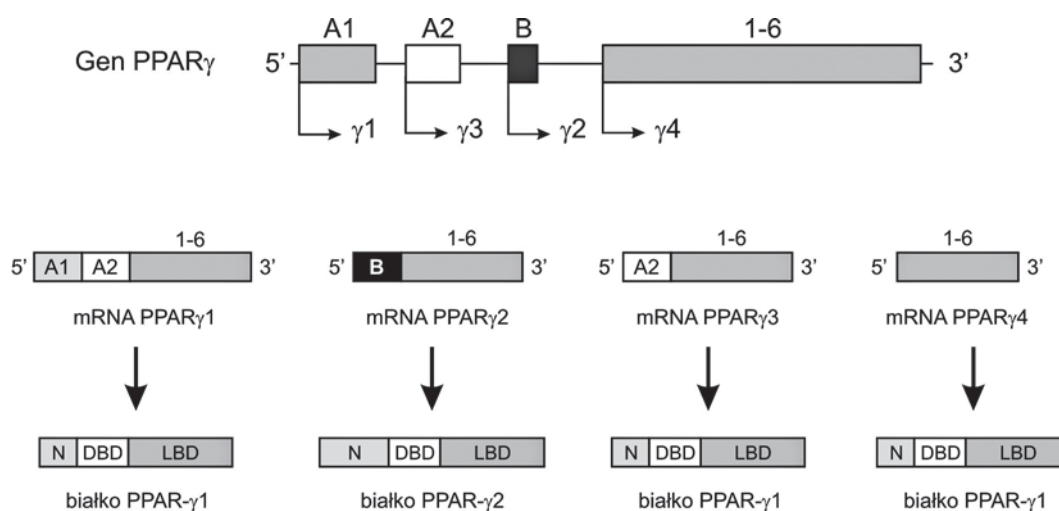 A1 A2 B 1-6
Gen PPARγ 5’ 3’
γ1 γ3 γ2 γ4
1-6 1-6 1-6 1-6
5’ A1 A2 3’ 5’ B 3’ 5’ A2 3’ 5’ 3’
mRNA PPARγ1 mRNA PPARγ2 mRNA PPARγ3 mRNA PPARγ4
N DBD LBD N DBD LBD N DBD LBD N DBD LBD
białko PPAR-γ1 białko PPAR-γ2 białko PPAR-γ1 białko PPAR-γ1